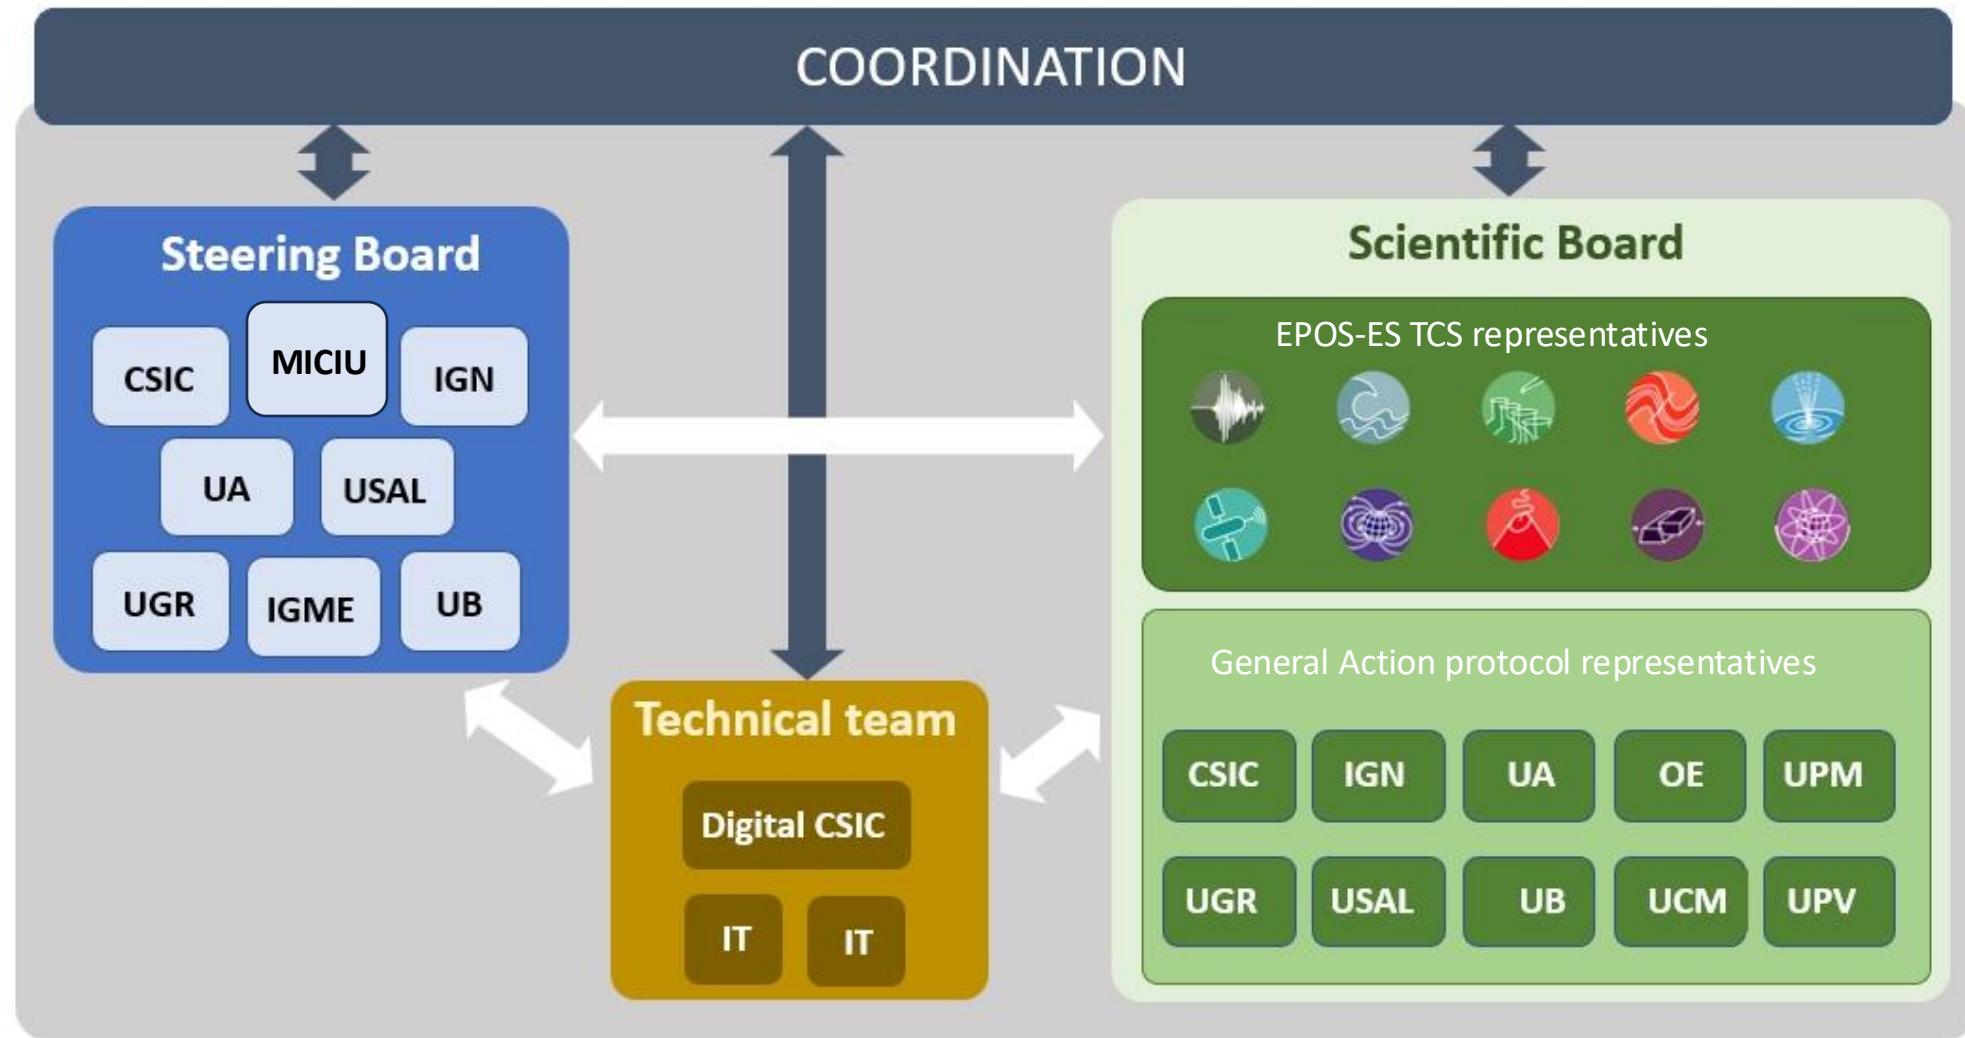 COORDINATION
Steering Board
CSIC
MICIU
IGN
UA
USAL
UGR
IGME
UB
Technical team
Digital CSIC
IT
IT
Scientific Board
EPOS-ES TCS representatives
General Action protocol representatives
CSIC
IGN
UA
OE
UPM
UGR
USAL
UB
UCM
UPV